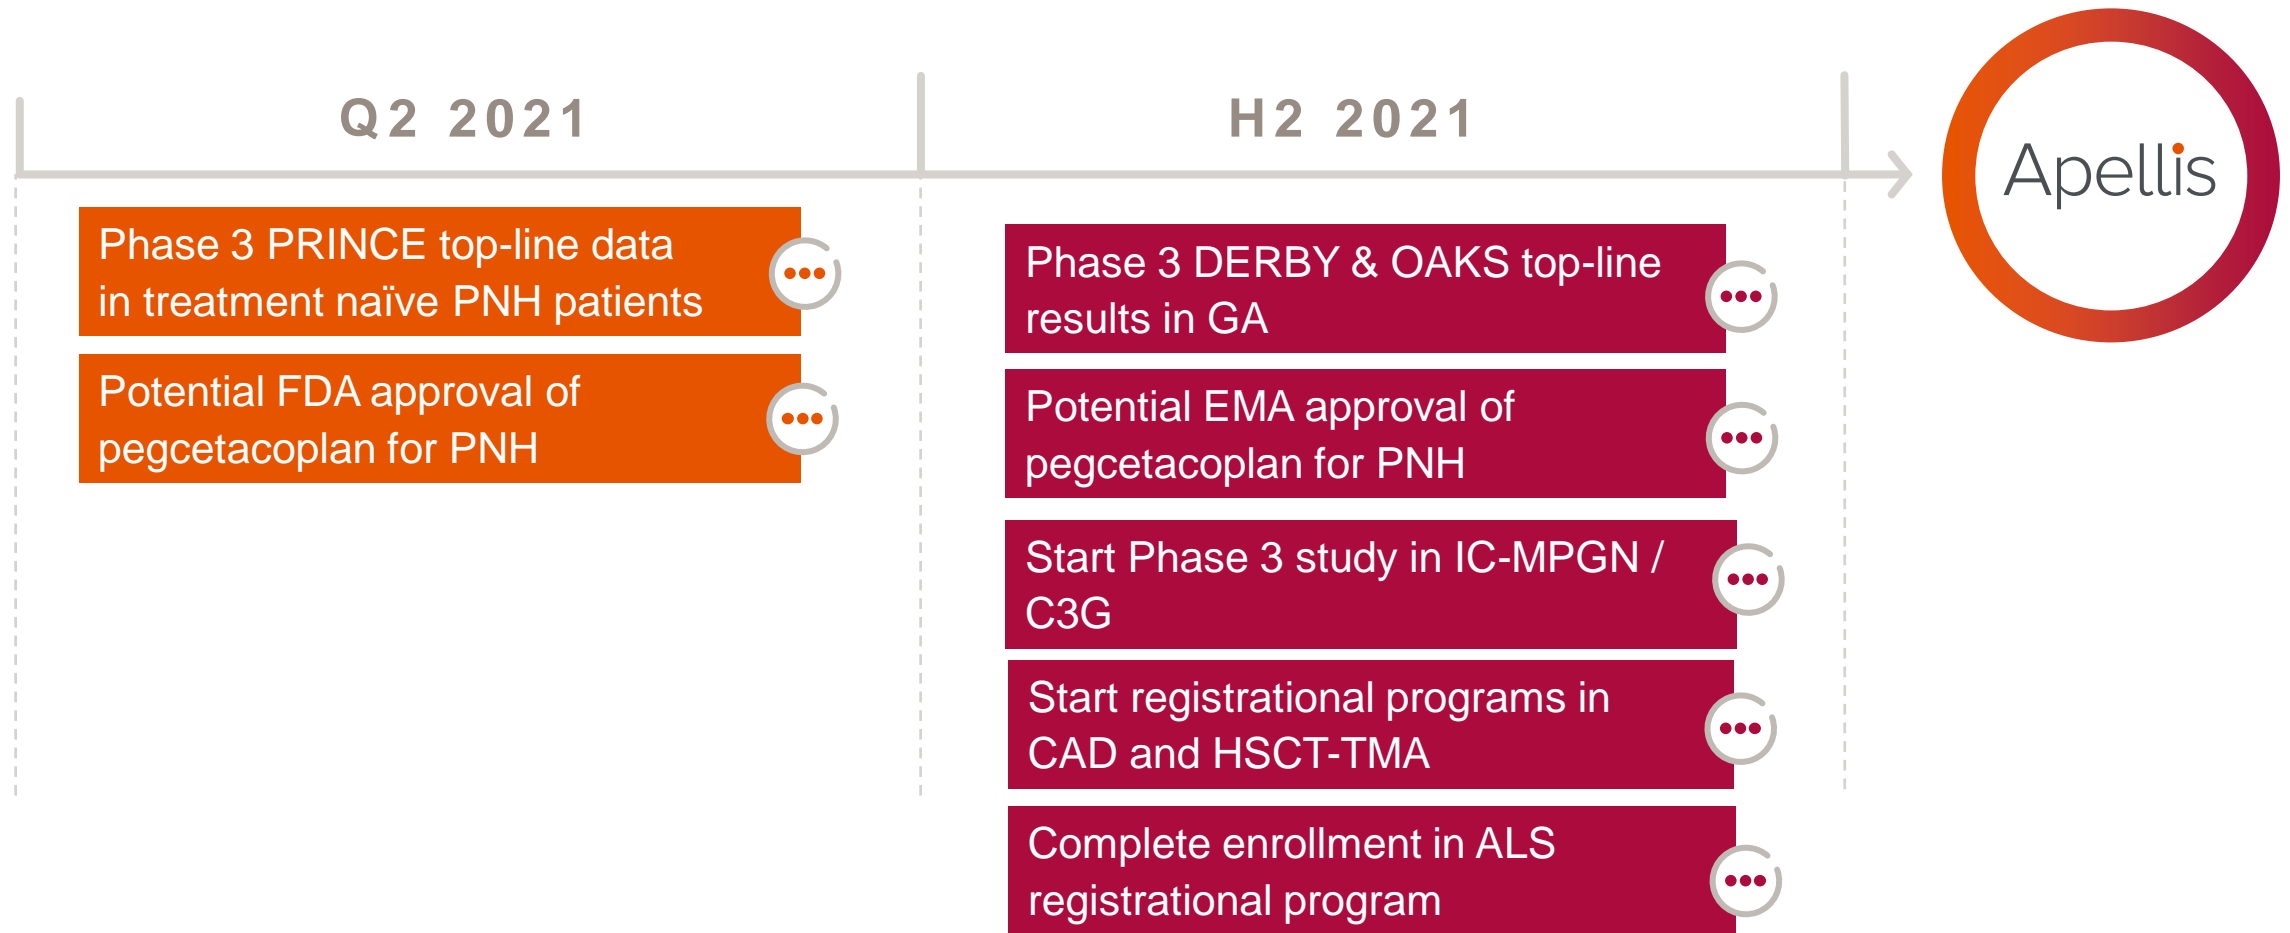 Q2 2021
H2 2021
Apellis
Phase 3 PRINCE top-line data
in treatment naïve PNH patients
Potential FDA approval of
pegcetacoplan for PNH
Phase 3 DERBY & OAKS top-line
results in GA
Potential EMA approval of
pegcetacoplan for PNH
Start Phase 3 study in IC-MPGN /
C3G
Start registrational programs in
CAD and HSCT-TMA
Complete enrollment in ALS
registrational program